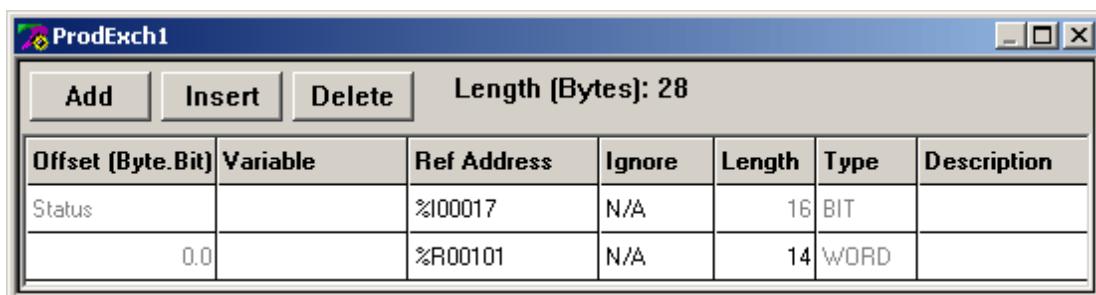 ProdExch1
Add Insert Delete Length (Bytes): 28
Offset (Byte.Bit) Variable Ref Address Ignore Length Type Description
Status %I00017 N/A 16 BIT
0.0 %R00101 N/A 14 WORD